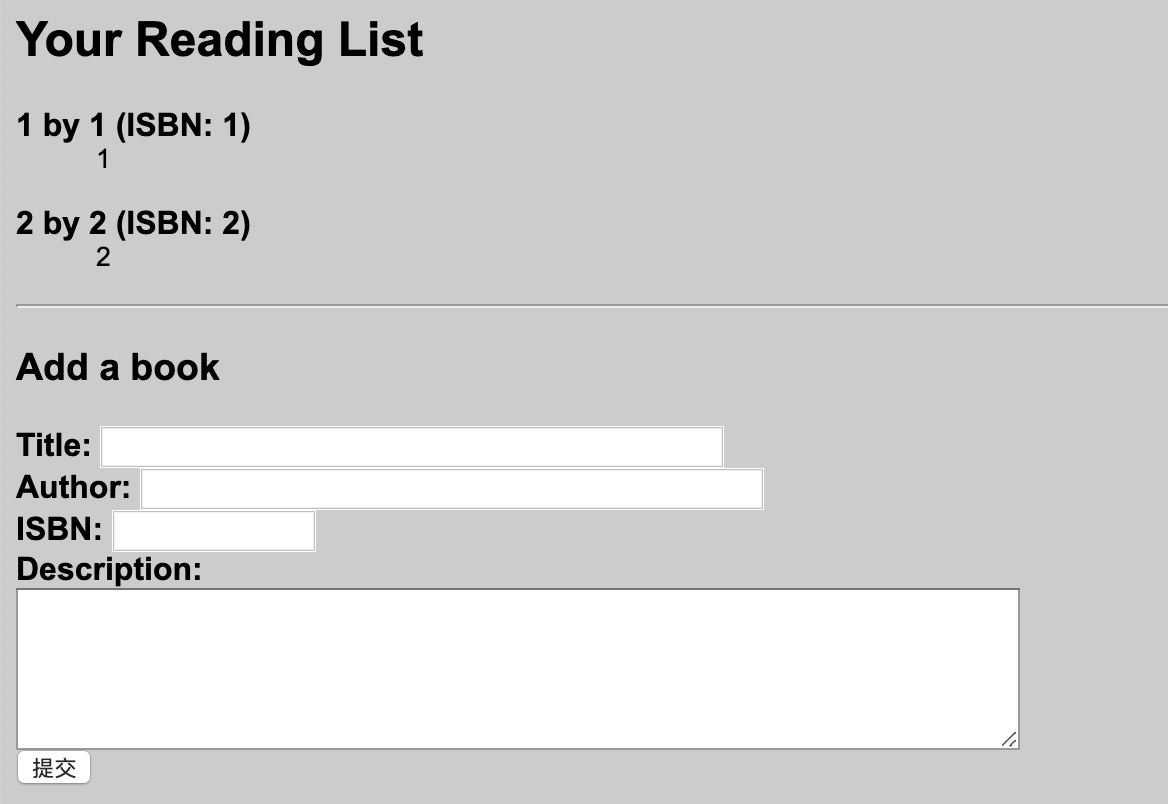 Your Reading List
1 by 1 (ISBN: 1)
1
2 by 2 (ISBN: 2)
2
Add a book
Title:
Author:
ISBN:
Description:
提交